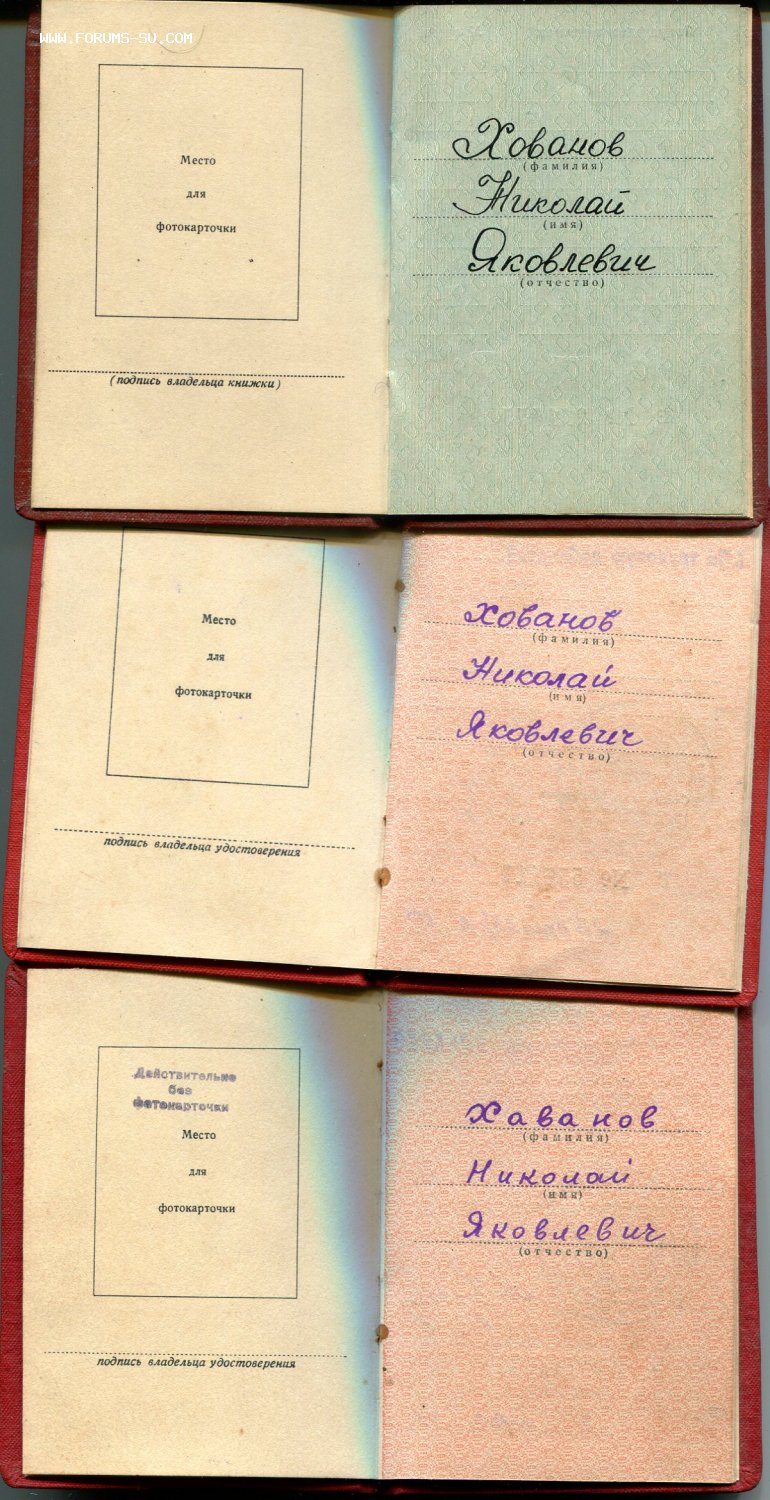 WWW.FORUMS-SU.COM
Место
для
фотокарточки
(подпись владельца книжки)
Хованов
(фамилия)
Николай
(имя)
Яковлевич
(отчество)
Место
для
фотокарточки
подпись владельца удостоверения
Хованов
(фамилия)
Николай
(имя)
Яковлевич
(отчество)
Действительно
без
фотокарточки
Место
для
фотокарточки
подпись владельца удостоверения
Хаванов
(фамилия)
Николай
(имя)
Яковлевич
(отчество)